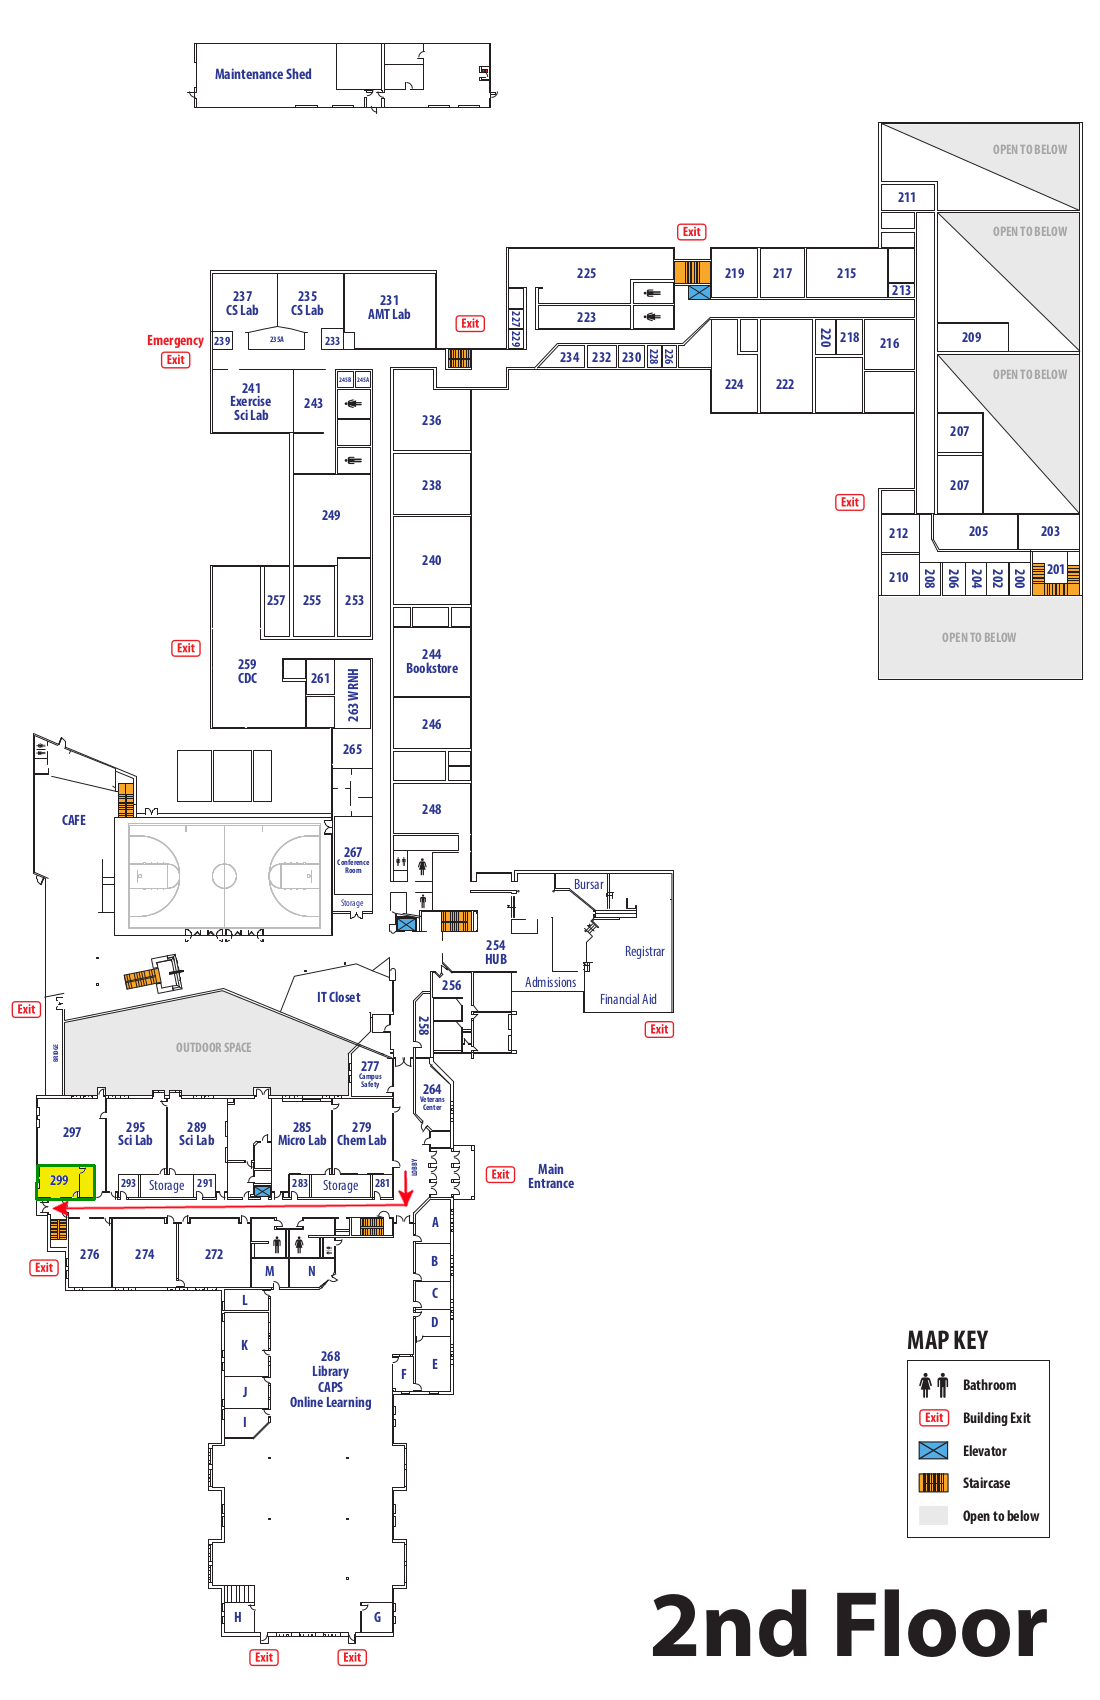 Maintenance Shed
OPEN TO BELOW
211
OPEN TO BELOW
Exit
225
219
217
215
213
237
CS Lab
235
CS Lab
231
AMT Lab
227
223
Exit
229
Emergency
Exit
239
235A
233
234
232
230
228
226
220
218
216
209
OPEN TO BELOW
224
222
241
Exercise
Sci Lab
243
245B
245A
236
207
238
207
Exit
249
212
205
203
240
210
208
206
204
202
200
201
257
255
253
OPEN TO BELOW
Exit
259
CDC
261
263 WRNH
244
Bookstore
246
265
CAFE
248
267
Conference
Room
Storage
Bursar
254
HUB
Registrar
Admissions
256
Financial Aid
IT Closet
Exit
258
Exit
BRIDGE
OUTDOOR SPACE
277
Campus
Safety
264
Veterans
Center
297
295
Sci Lab
289
Sci Lab
285
Micro Lab
279
Chem Lab
LOBBY
Exit
Main
Entrance
299
293
Storage
291
283
Storage
281
A
276
274
272
B
Exit
M
N
C
L
D
K
268
Library
CAPS
Online Learning
E
F
J
I
H
G
Exit
Exit
MAP KEY
Bathroom
Exit
Building Exit
Elevator
Staircase
Open to below
2nd Floor